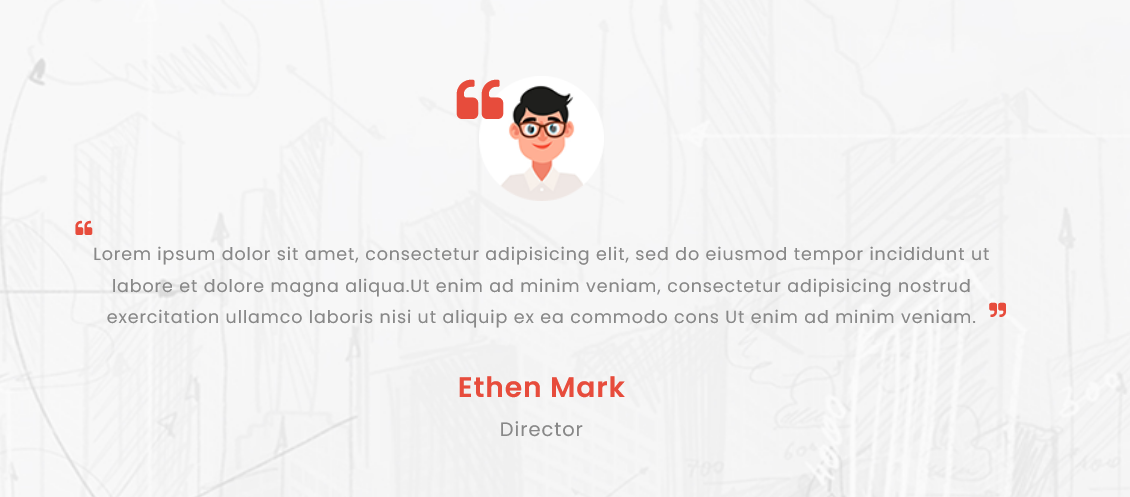 “
“
Lorem ipsum dolor sit amet, consectetur adipisicing elit, sed do eiusmod tempor incididunt ut
labore et dolore magna aliqua.Ut enim ad minim veniam, consectetur adipisicing nostrud
exercitation ullamco laboris nisi ut aliquip ex ea commodo cons Ut enim ad minim veniam. ”
Ethen Mark
Director